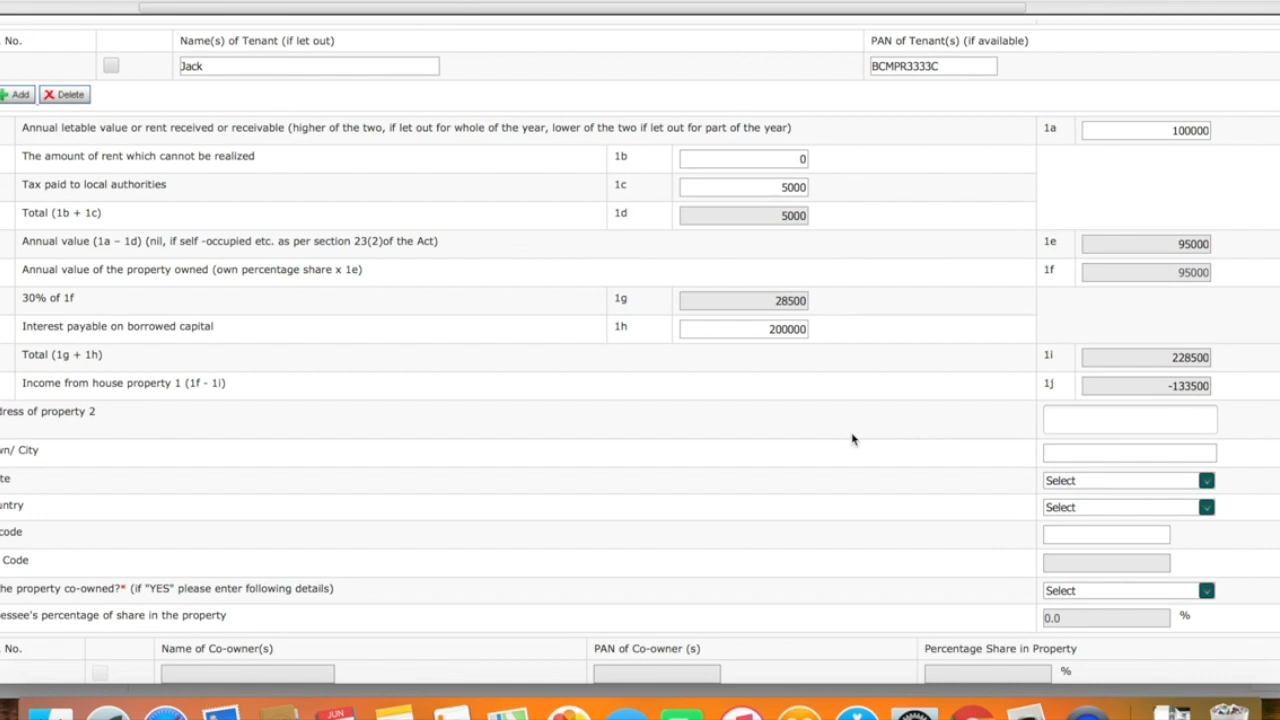 . No. Name(s) of Tenant (if let out) PAN of Tenant(s) (if available)
Jack BCMPR3333C
Add Delete
Annual letable value or rent received or receivable (higher of the two, if let out for whole of the year, lower of the two if let out for part of the year) 1a 100000
The amount of rent which cannot be realized 1b 0
Tax paid to local authorities 1c 5000
Total (1b + 1c) 1d 5000
Annual value (1a – 1d) (nil, if self -occupied etc. as per section 23(2)of the Act) 1e 95000
Annual value of the property owned (own percentage share x 1e) 1f 95000
30% of 1f 1g 28500
Interest payable on borrowed capital 1h 200000
Total (1g + 1h) 1i 228500
Income from house property 1 (1f - 1i) 1j -133500
dress of property 2
wn/ City
te Select
untry Select
code
Code
he property co-owned?* (if "YES" please enter following details) Select
essee's percentage of share in the property 0.0 %
. No. Name of Co-owner(s) PAN of Co-owner (s) Percentage Share in Property
%
JUN